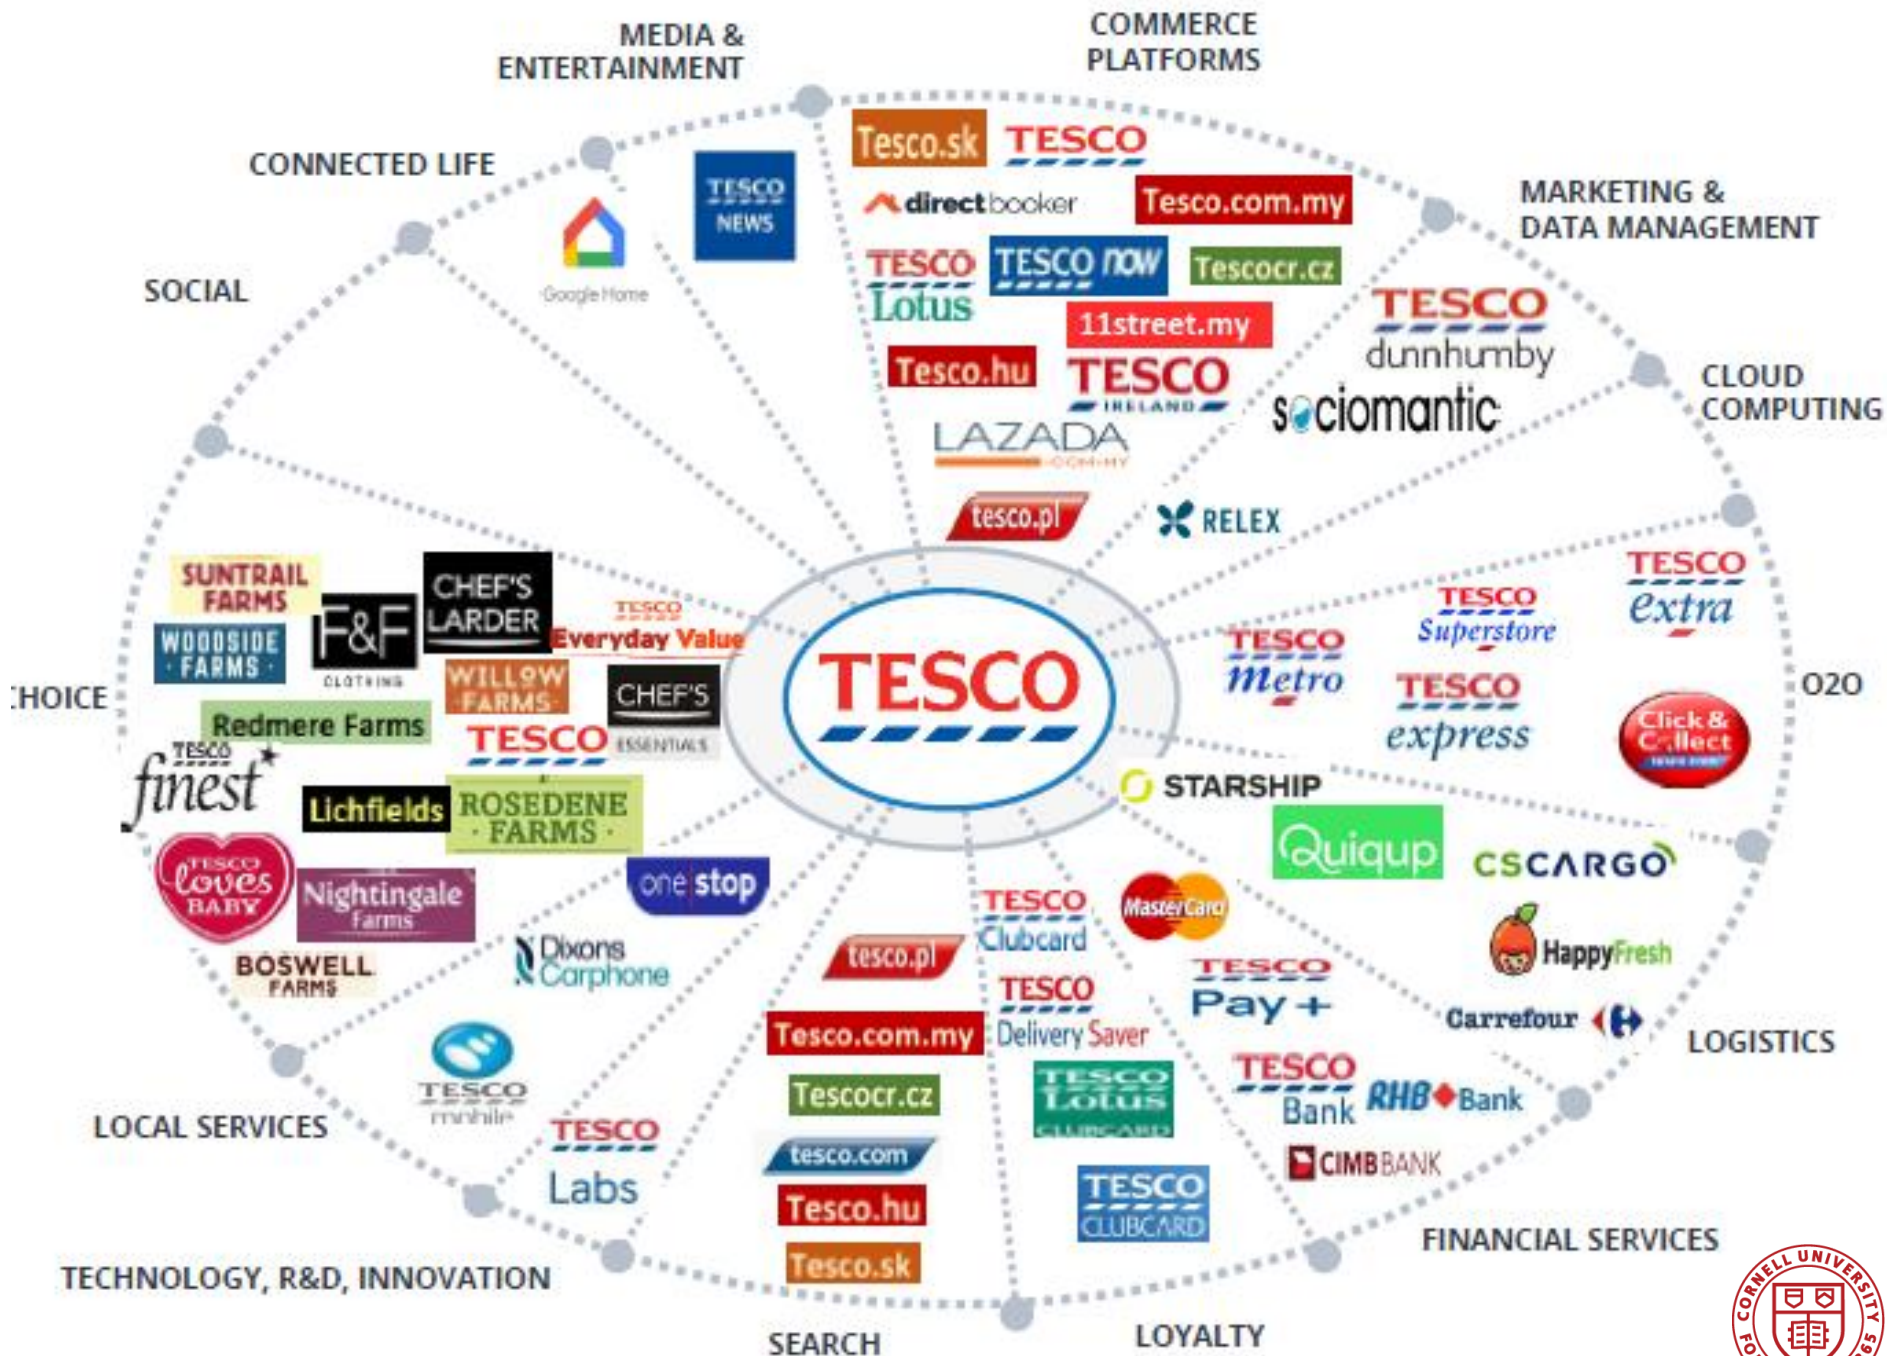 MEDIA &
ENTERTAINMENT
COMMERCE
PLATFORMS
CONNECTED LIFE
MARKETING &
DATA MANAGEMENT
SOCIAL
CLOUD
COMPUTING
HOICE
O2O
LOGISTICS
FINANCIAL SERVICES
LOYALTY
SEARCH
TECHNOLOGY, R&D, INNOVATION
LOCAL SERVICES
Google Home
TESCO
NEWS
Tesco.sk
TESCO
directbooker
Tesco.com.my
TESCO
Lotus
TESCO now
Tescocr.cz
11street.my
Tesco.hu
TESCO
IRELAND
LAZADA
.COM.MY
tesco.pl
TESCO
dunnhumby
sociomantic
RELEX
TESCO
extra
TESCO
Superstore
TESCO
metro
TESCO
express
Click &
Collect
STARSHIP
Quiqup
CSCARGO
HappyFresh
Carrefour
MasterCard
TESCO
Pay+
TESCO
Bank
RHB Bank
CIMB BANK
TESCO
Clubcard
TESCO
Delivery Saver
TESCO
Lotus
CLUBCARD
TESCO
CLUBCARD
tesco.pl
Tesco.com.my
Tescocr.cz
tesco.com
Tesco.hu
Tesco.sk
TESCO
Labs
one stop
Dixons
Carphone
TESCO
mobile
SUNTRAIL
FARMS
WOODSIDE
· FARMS ·
F&F
CLOTHING
CHEF'S
LARDER
TESCO
Everyday Value
WILLOW
·FARMS·
CHEF'S
ESSENTIALS
Redmere Farms
TESCO
TESCO
finest*
Lichfields
ROSEDENE
· FARMS ·
TESCO
loves
BABY
Nightingale
Farms
BOSWELL
FARMS
TESCO
CORNELL UNIVERSITY